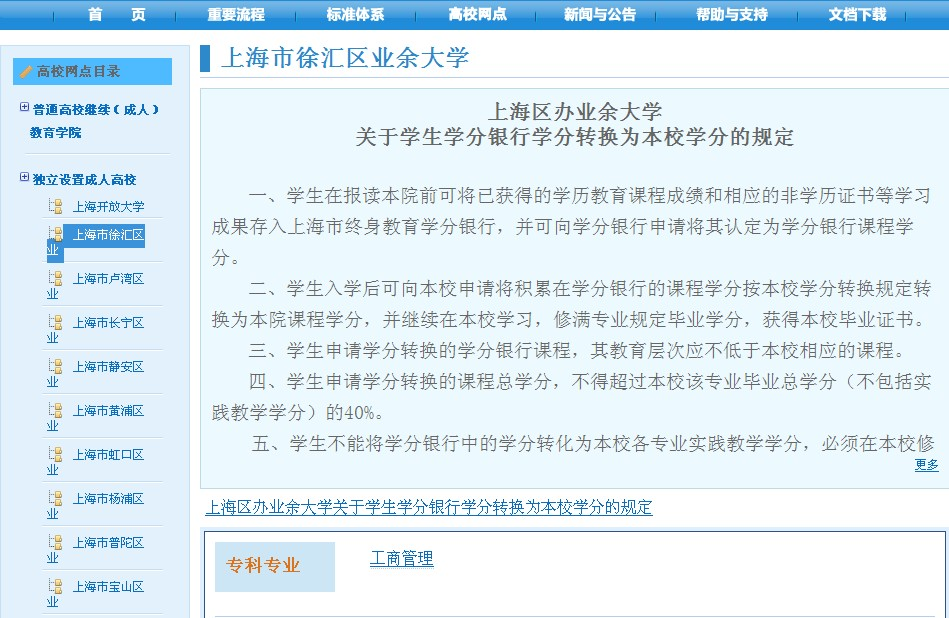 首　页　重要流程　标准体系　高校网点　新闻与公告　帮助与支持　文档下载
高校网点目录
普通高校继续（成人）
教育学院
独立设置成人高校
上海开放大学
上海市徐汇区
业
上海市卢湾区
业
上海市长宁区
业
上海市静安区
业
上海市黄浦区
业
上海市虹口区
业
上海市杨浦区
业
上海市普陀区
业
上海市宝山区
业
上海市徐汇区业余大学
上海区办业余大学
关于学生学分银行学分转换为本校学分的规定
一、学生在报读本院前可将已获得的学历教育课程成绩和相应的非学历证书等学习
成果存入上海市终身教育学分银行，并可向学分银行申请将其认定为学分银行课程学
分。
二、学生入学后可向本校申请将积累在学分银行的课程学分按本校学分转换规定转
换为本院课程学分，并继续在本校学习，修满专业规定毕业学分，获得本校毕业证书。
三、学生申请学分转换的学分银行课程，其教育层次应不低于本校相应的课程。
四、学生申请学分转换的课程总学分，不得超过本校该专业毕业总学分（不包括实
践教学学分）的40%。
五、学生不能将学分银行中的学分转化为本校各专业实践教学学分，必须在本校修
更多
上海区办业余大学关于学生学分银行学分转换为本校学分的规定
专科专业　工商管理